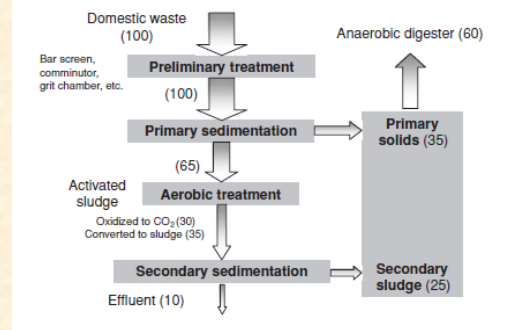 Domestic waste
(100)
Anaerobic digester (60)
Bar screen,
comminutor,
grit chamber, etc.
Preliminary treatment
(100)
Primary sedimentation
Primary
solids (35)
(65)
Activated
sludge
Aerobic treatment
Oxidized to CO₂(30)
Converted to sludge (35)
Secondary sedimentation
Secondary
sludge (25)
Effluent (10)